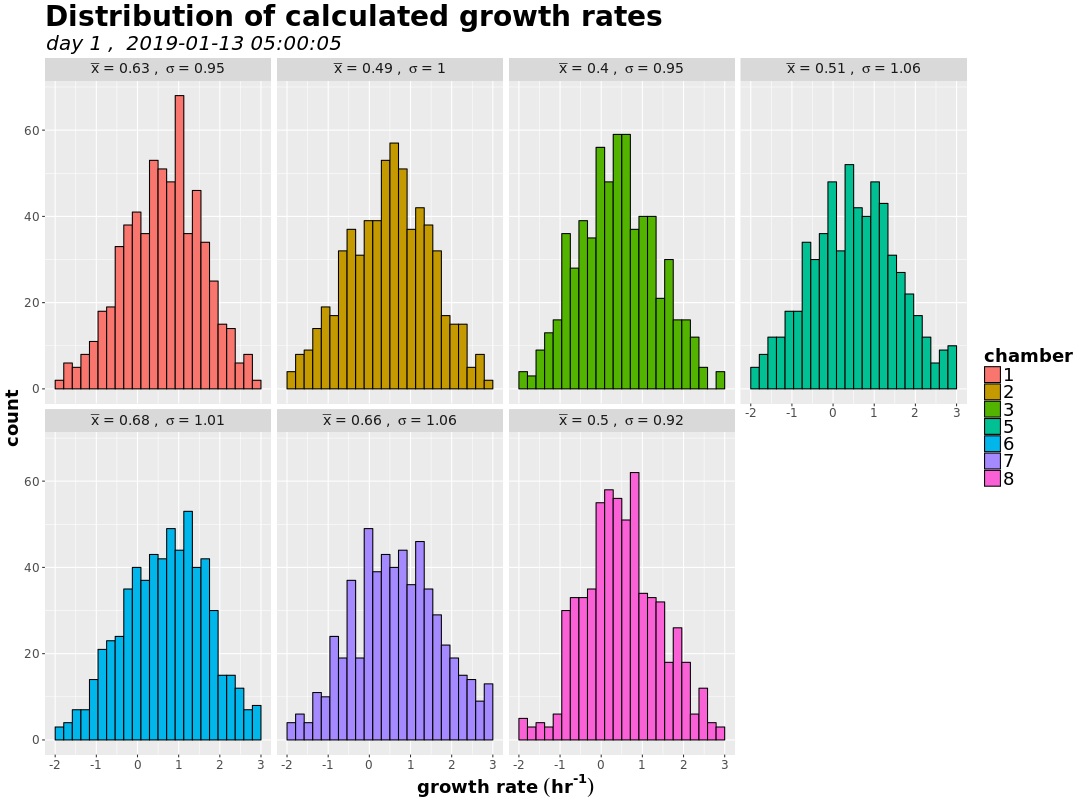 Distribution of calculated growth rates
day 1 , 2019-01-13 05:00:05
x̅ = 0.63 , σ = 0.95
x̅ = 0.49 , σ = 1
x̅ = 0.4 , σ = 0.95
x̅ = 0.51 , σ = 1.06
60
40
20
0
-2 -1 0 1 2 3
x̅ = 0.68 , σ = 1.01
x̅ = 0.66 , σ = 1.06
x̅ = 0.5 , σ = 0.92
60
40
20
0
-2 -1 0 1 2 3
-2 -1 0 1 2 3
-2 -1 0 1 2 3
count
growth rate (hr⁻¹)
chamber
1
2
3
5
6
7
8